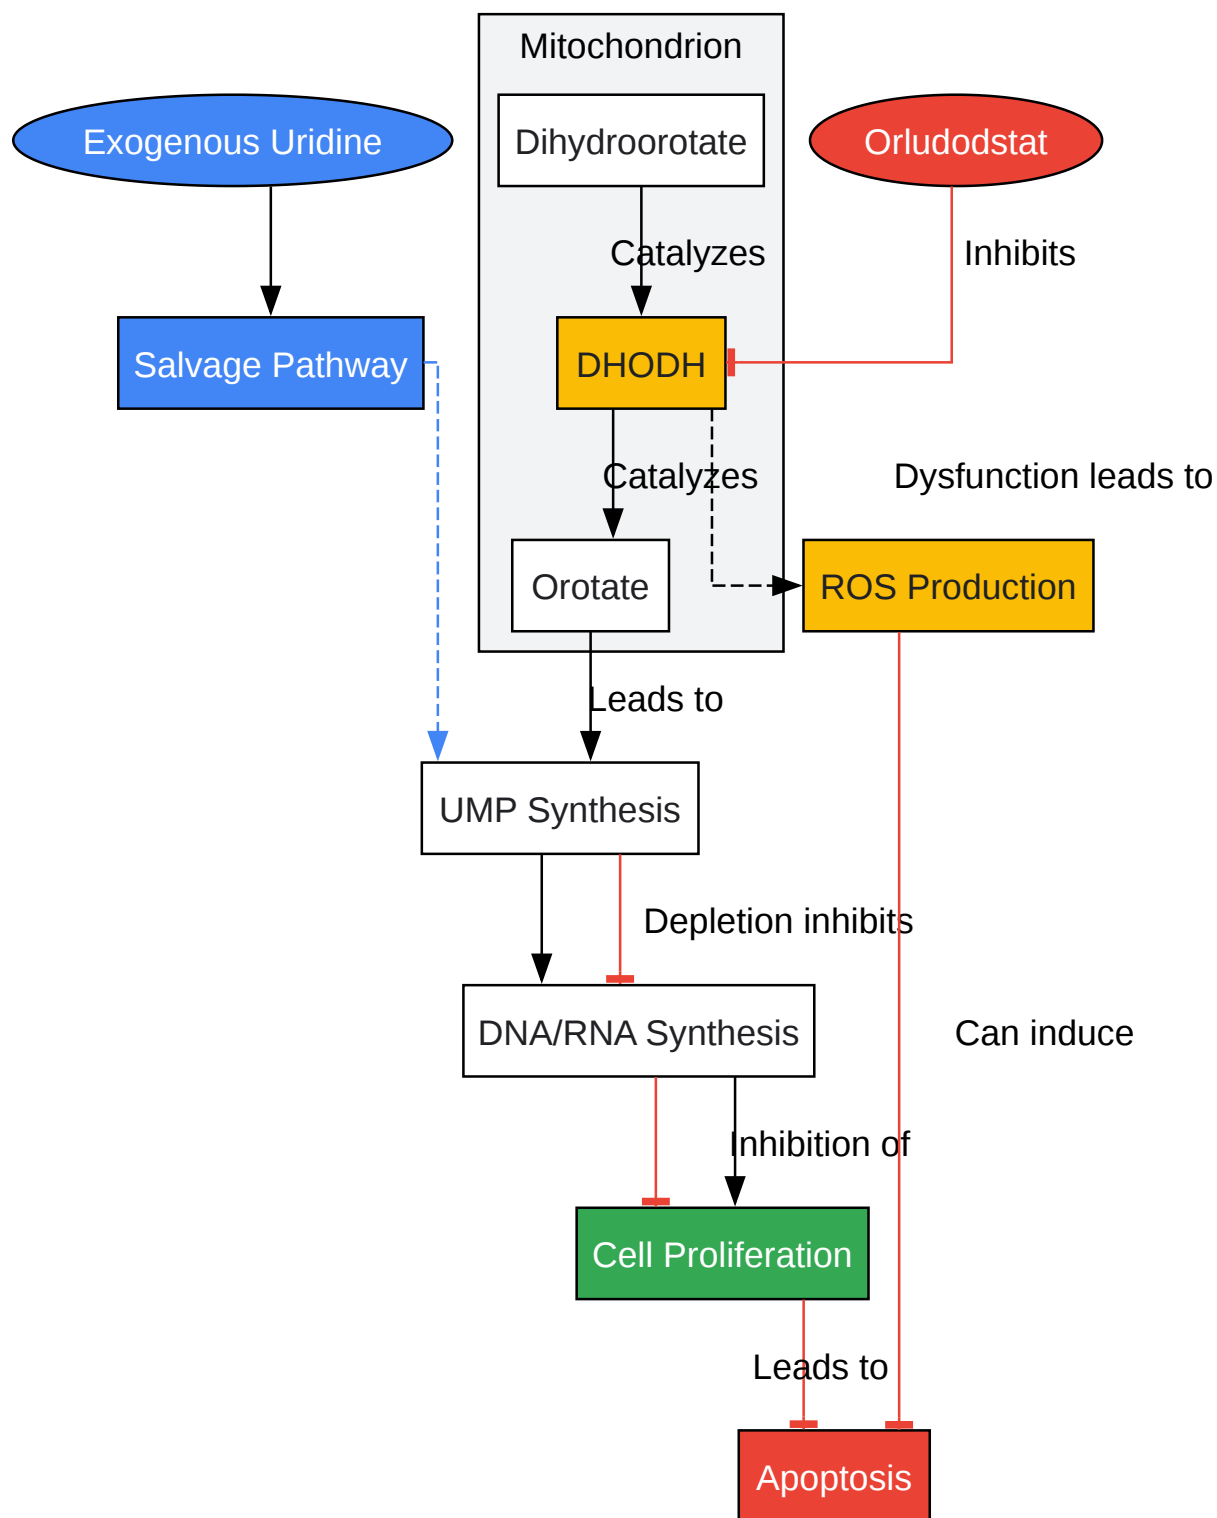 Mitochondrion
Exogenous Uridine
Dihydroorotate
Orludodstat
Catalyzes
Inhibits
Salvage Pathway
DHODH
Catalyzes
Dysfunction leads to
Orotate
ROS Production
Leads to
UMP Synthesis
Depletion inhibits
DNA/RNA Synthesis
Can induce
Inhibition of
Cell Proliferation
Leads to
Apoptosis